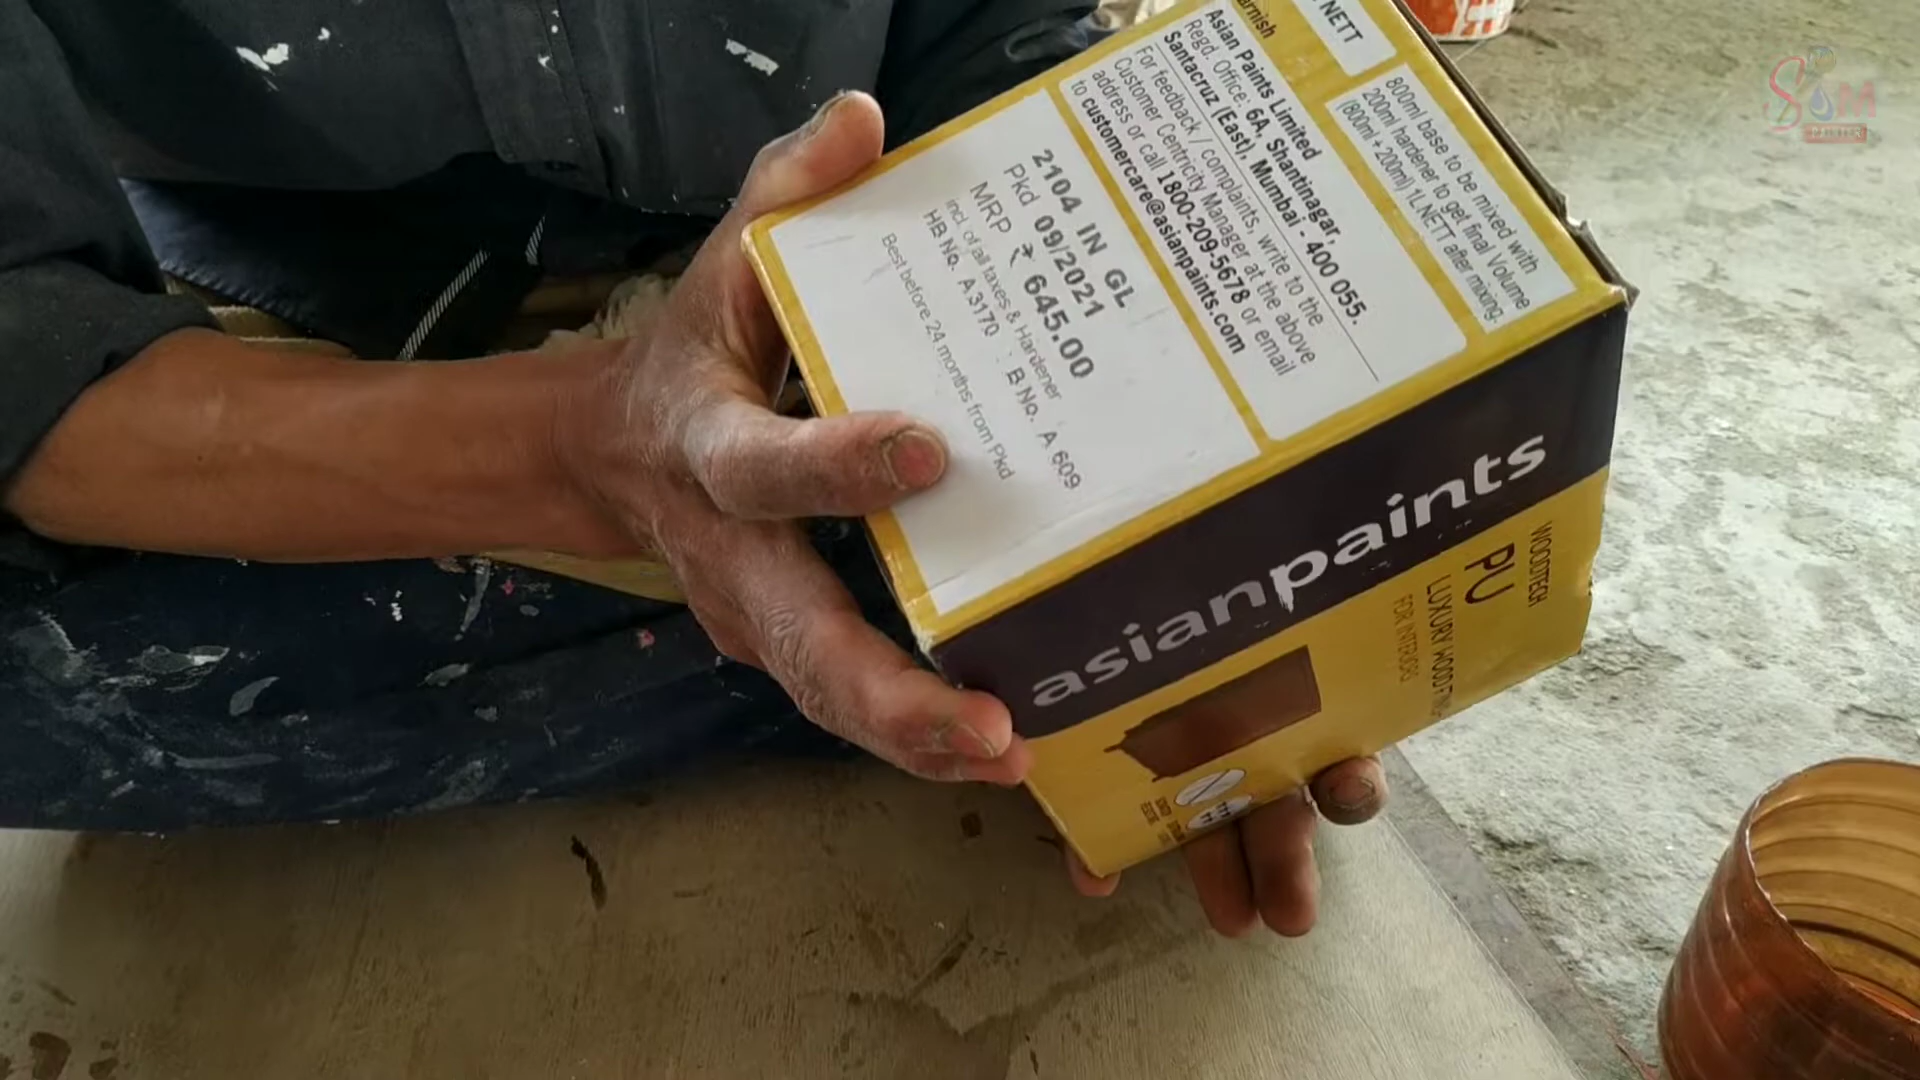 NETT
800ml base to be mixed with
200ml hardener to get final Volume
(800ml + 200ml) 1L NETT after mixing.
Asian Paints Limited
Regd. Office: 6A, Shantinagar,
Santacruz (East), Mumbai - 400 055.
For feedback / complaints, write to the
Customer Centricity Manager at the above
address or call 1800-209-5678 or email
to customercare@asianpaints.com
2104 IN GL
Pkd 09/2021
MRP ₹ 645.00
incl. of all taxes & Hardener
HB No. A 3170 : B No. A 609
Best before 24 months from Pkd
asianpaints
WOODTECH
PU
LUXURY WOOD
FOR INTERIORS